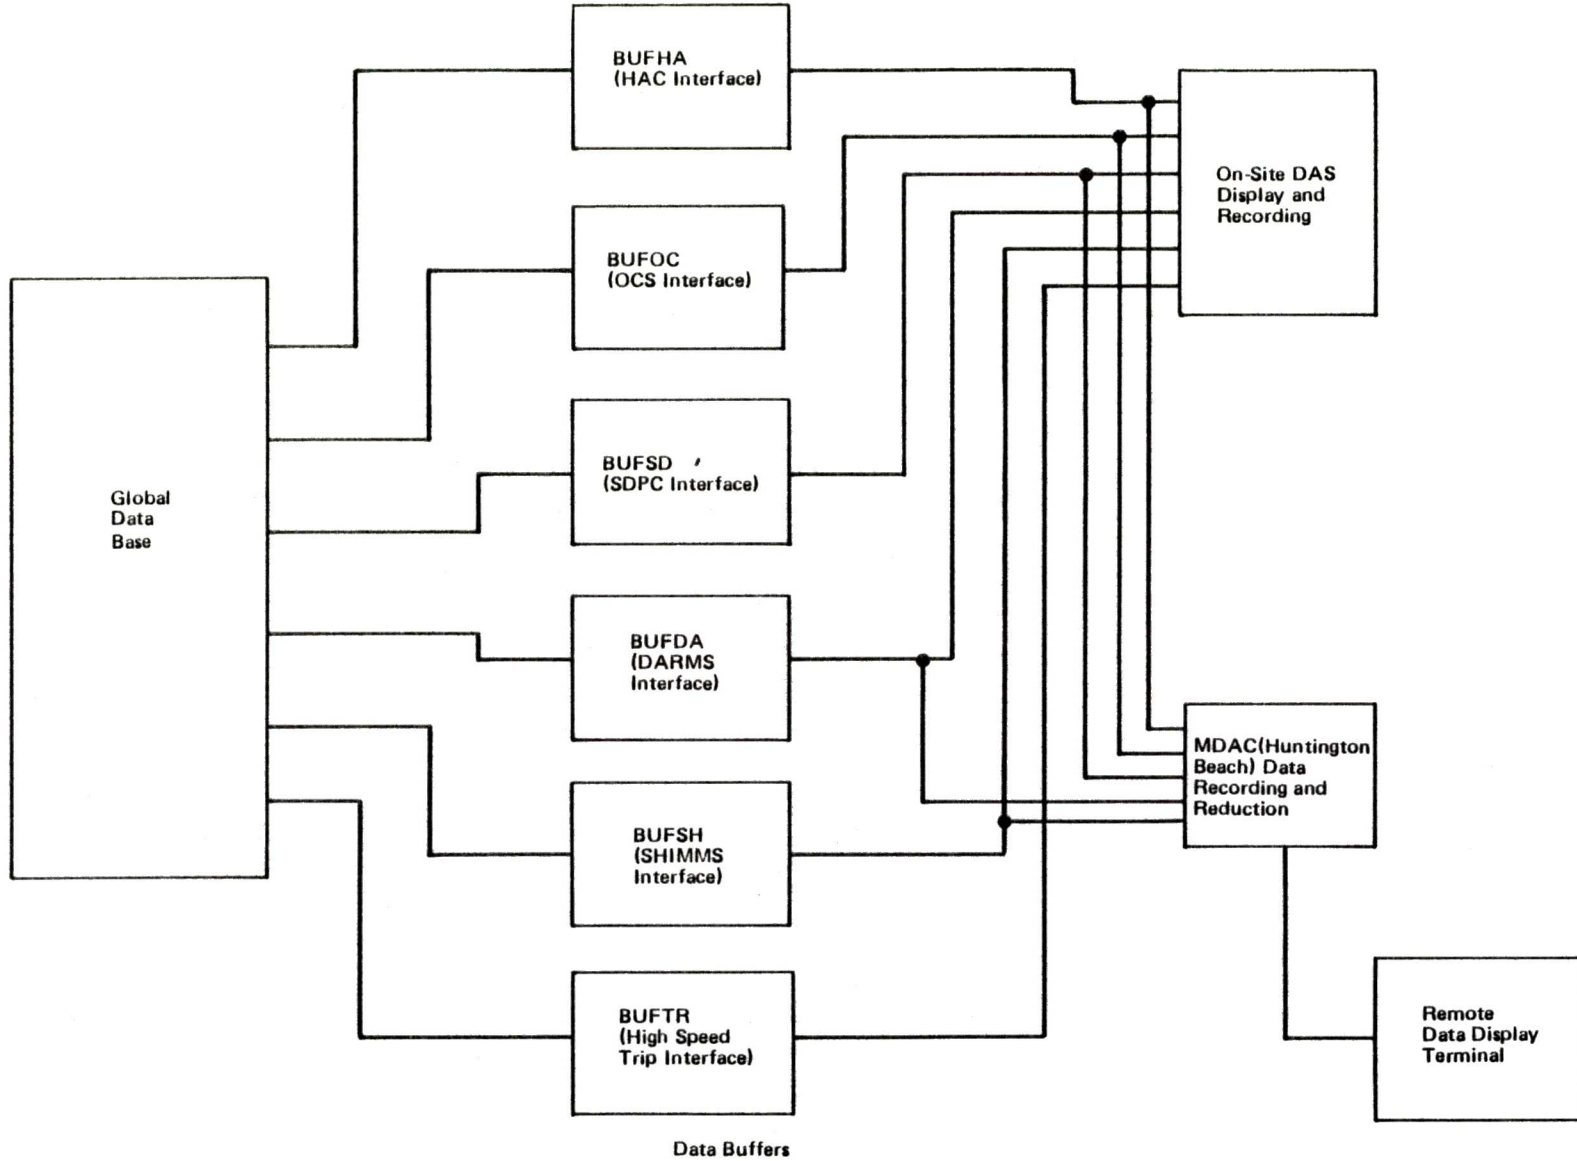 BUFHA
(HAC Interface)
On-Site DAS
Display and
Recording
BUFOC
(OCS Interface)
BUFSD
(SDPC Interface)
Global
Data
Base
BUFDA
(DARMS
Interface)
MDAC(Huntington
Beach) Data
Recording and
Reduction
BUFSH
(SHIMMS
Interface)
BUFTR
(High Speed
Trip Interface)
Remote
Data Display
Terminal
Data Buffers